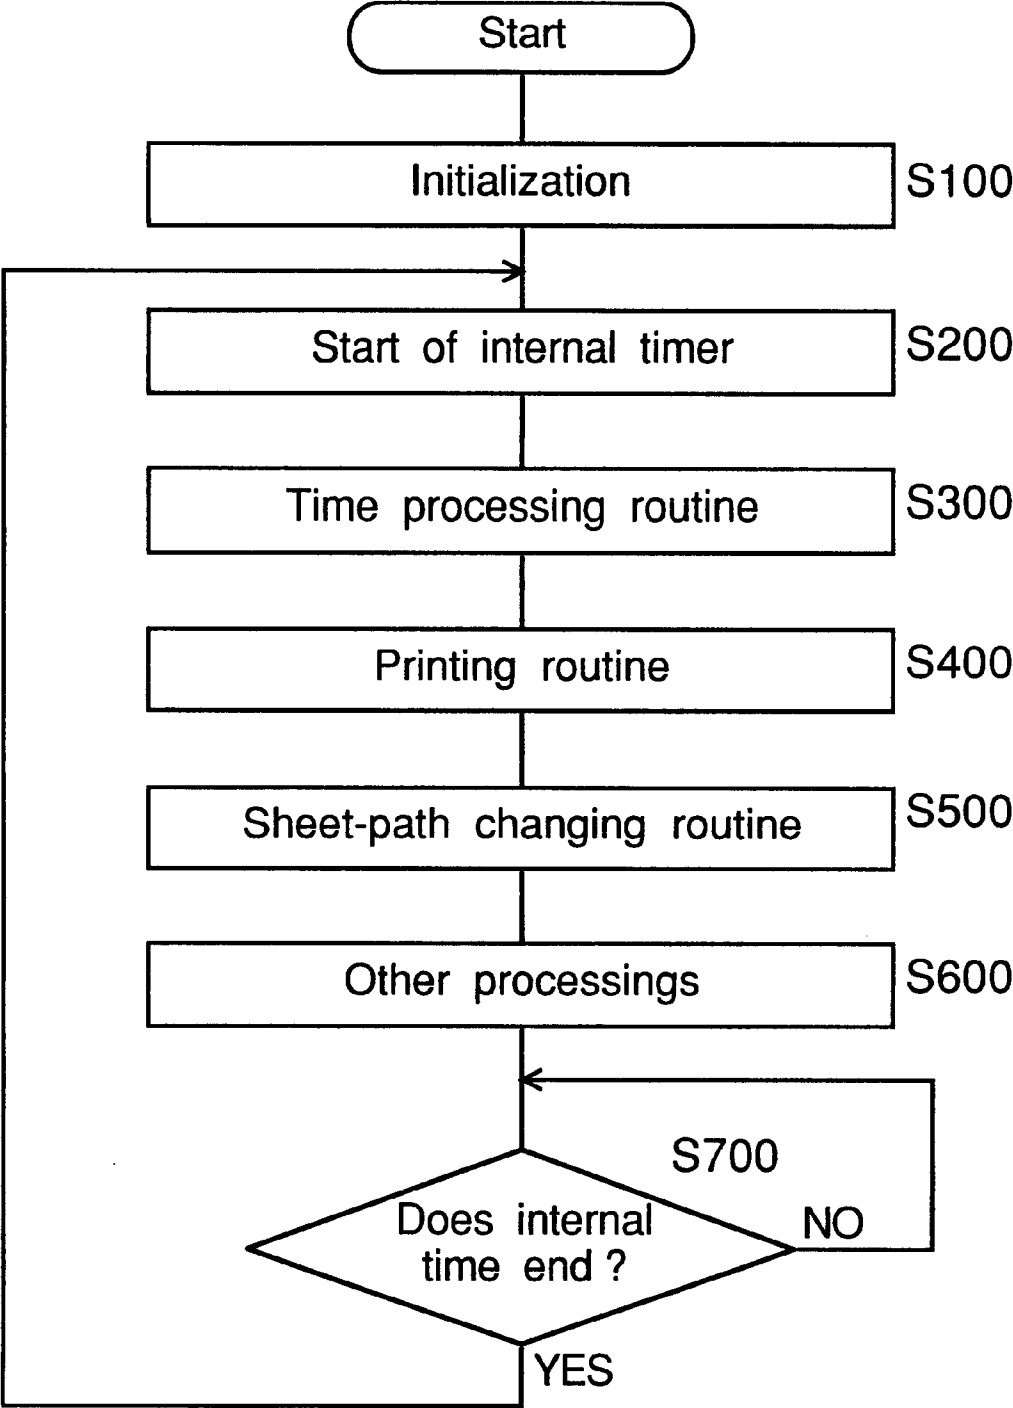 Start
Initialization S100
Start of internal timer S200
Time processing routine S300
Printing routine S400
Sheet-path changing routine S500
Other processings S600
S700
Does internal
time end ?
NO
YES